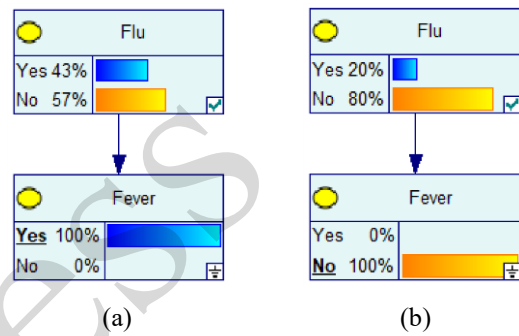 Flu
Yes 43%
No 57%
Fever
Yes 100%
No 0%
(a)
Flu
Yes 20%
No 80%
Fever
Yes 0%
No 100%
(b)
ess